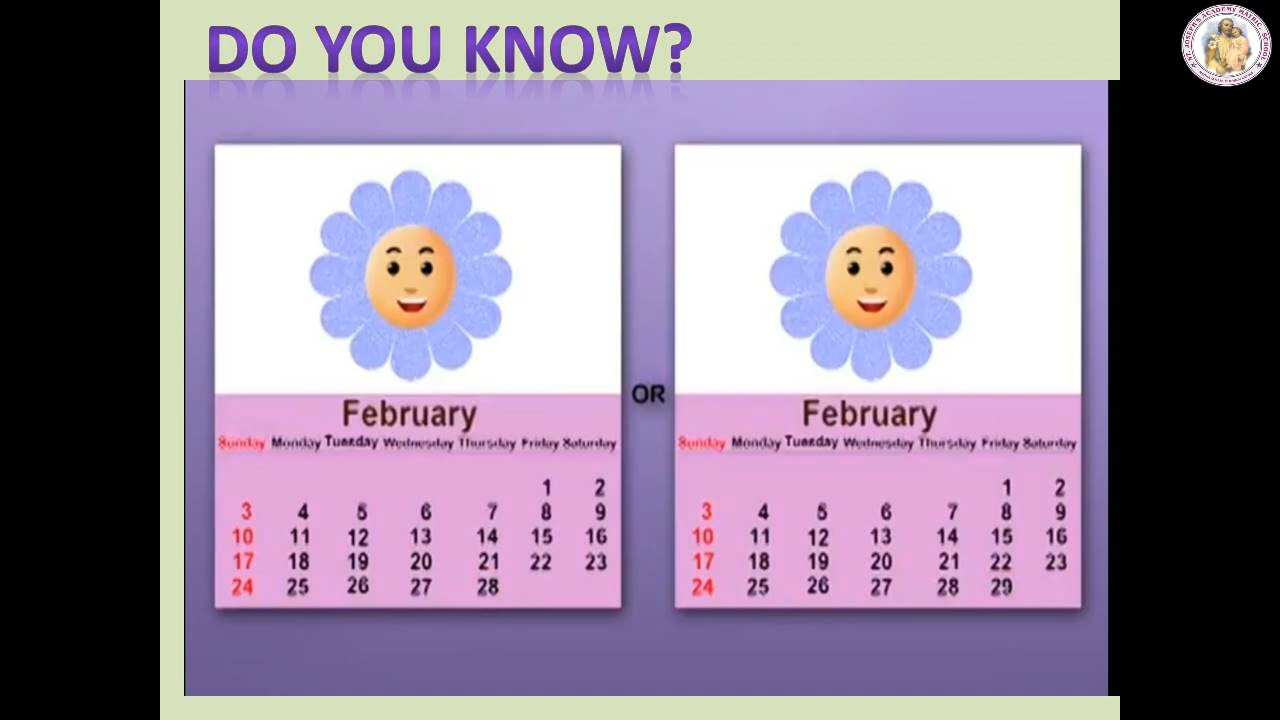 DO YOU KNOW?
February
Sunday Monday Tuesday Wednesday Thursday Friday Saturday
1 2
3 4 5 6 7 8 9
10 11 12 13 14 15 16
17 18 19 20 21 22 23
24 25 26 27 28
OR
February
Sunday Monday Tuesday Wednesday Thursday Friday Saturday
1 2
3 4 5 6 7 8 9
10 11 12 13 14 15 16
17 18 19 20 21 22 23
24 25 26 27 28 29